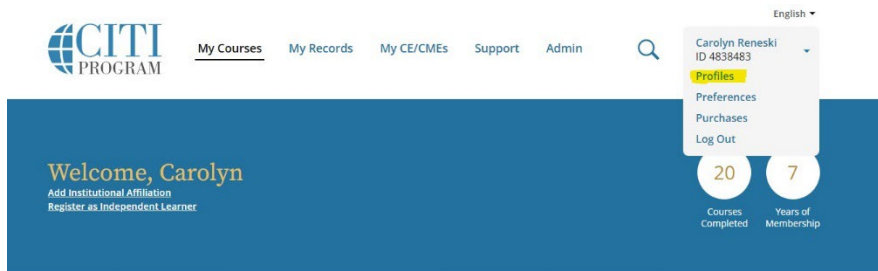 English
CITI
PROGRAM
My Courses
My Records
My CE/CMEs
Support
Admin
Carolyn Reneski
ID 4838483
Profiles
Preferences
Purchases
Log Out
Welcome, Carolyn
Add Institutional Affiliation
Register as Independent Learner
20
7
Courses
Completed
Years of
Membership